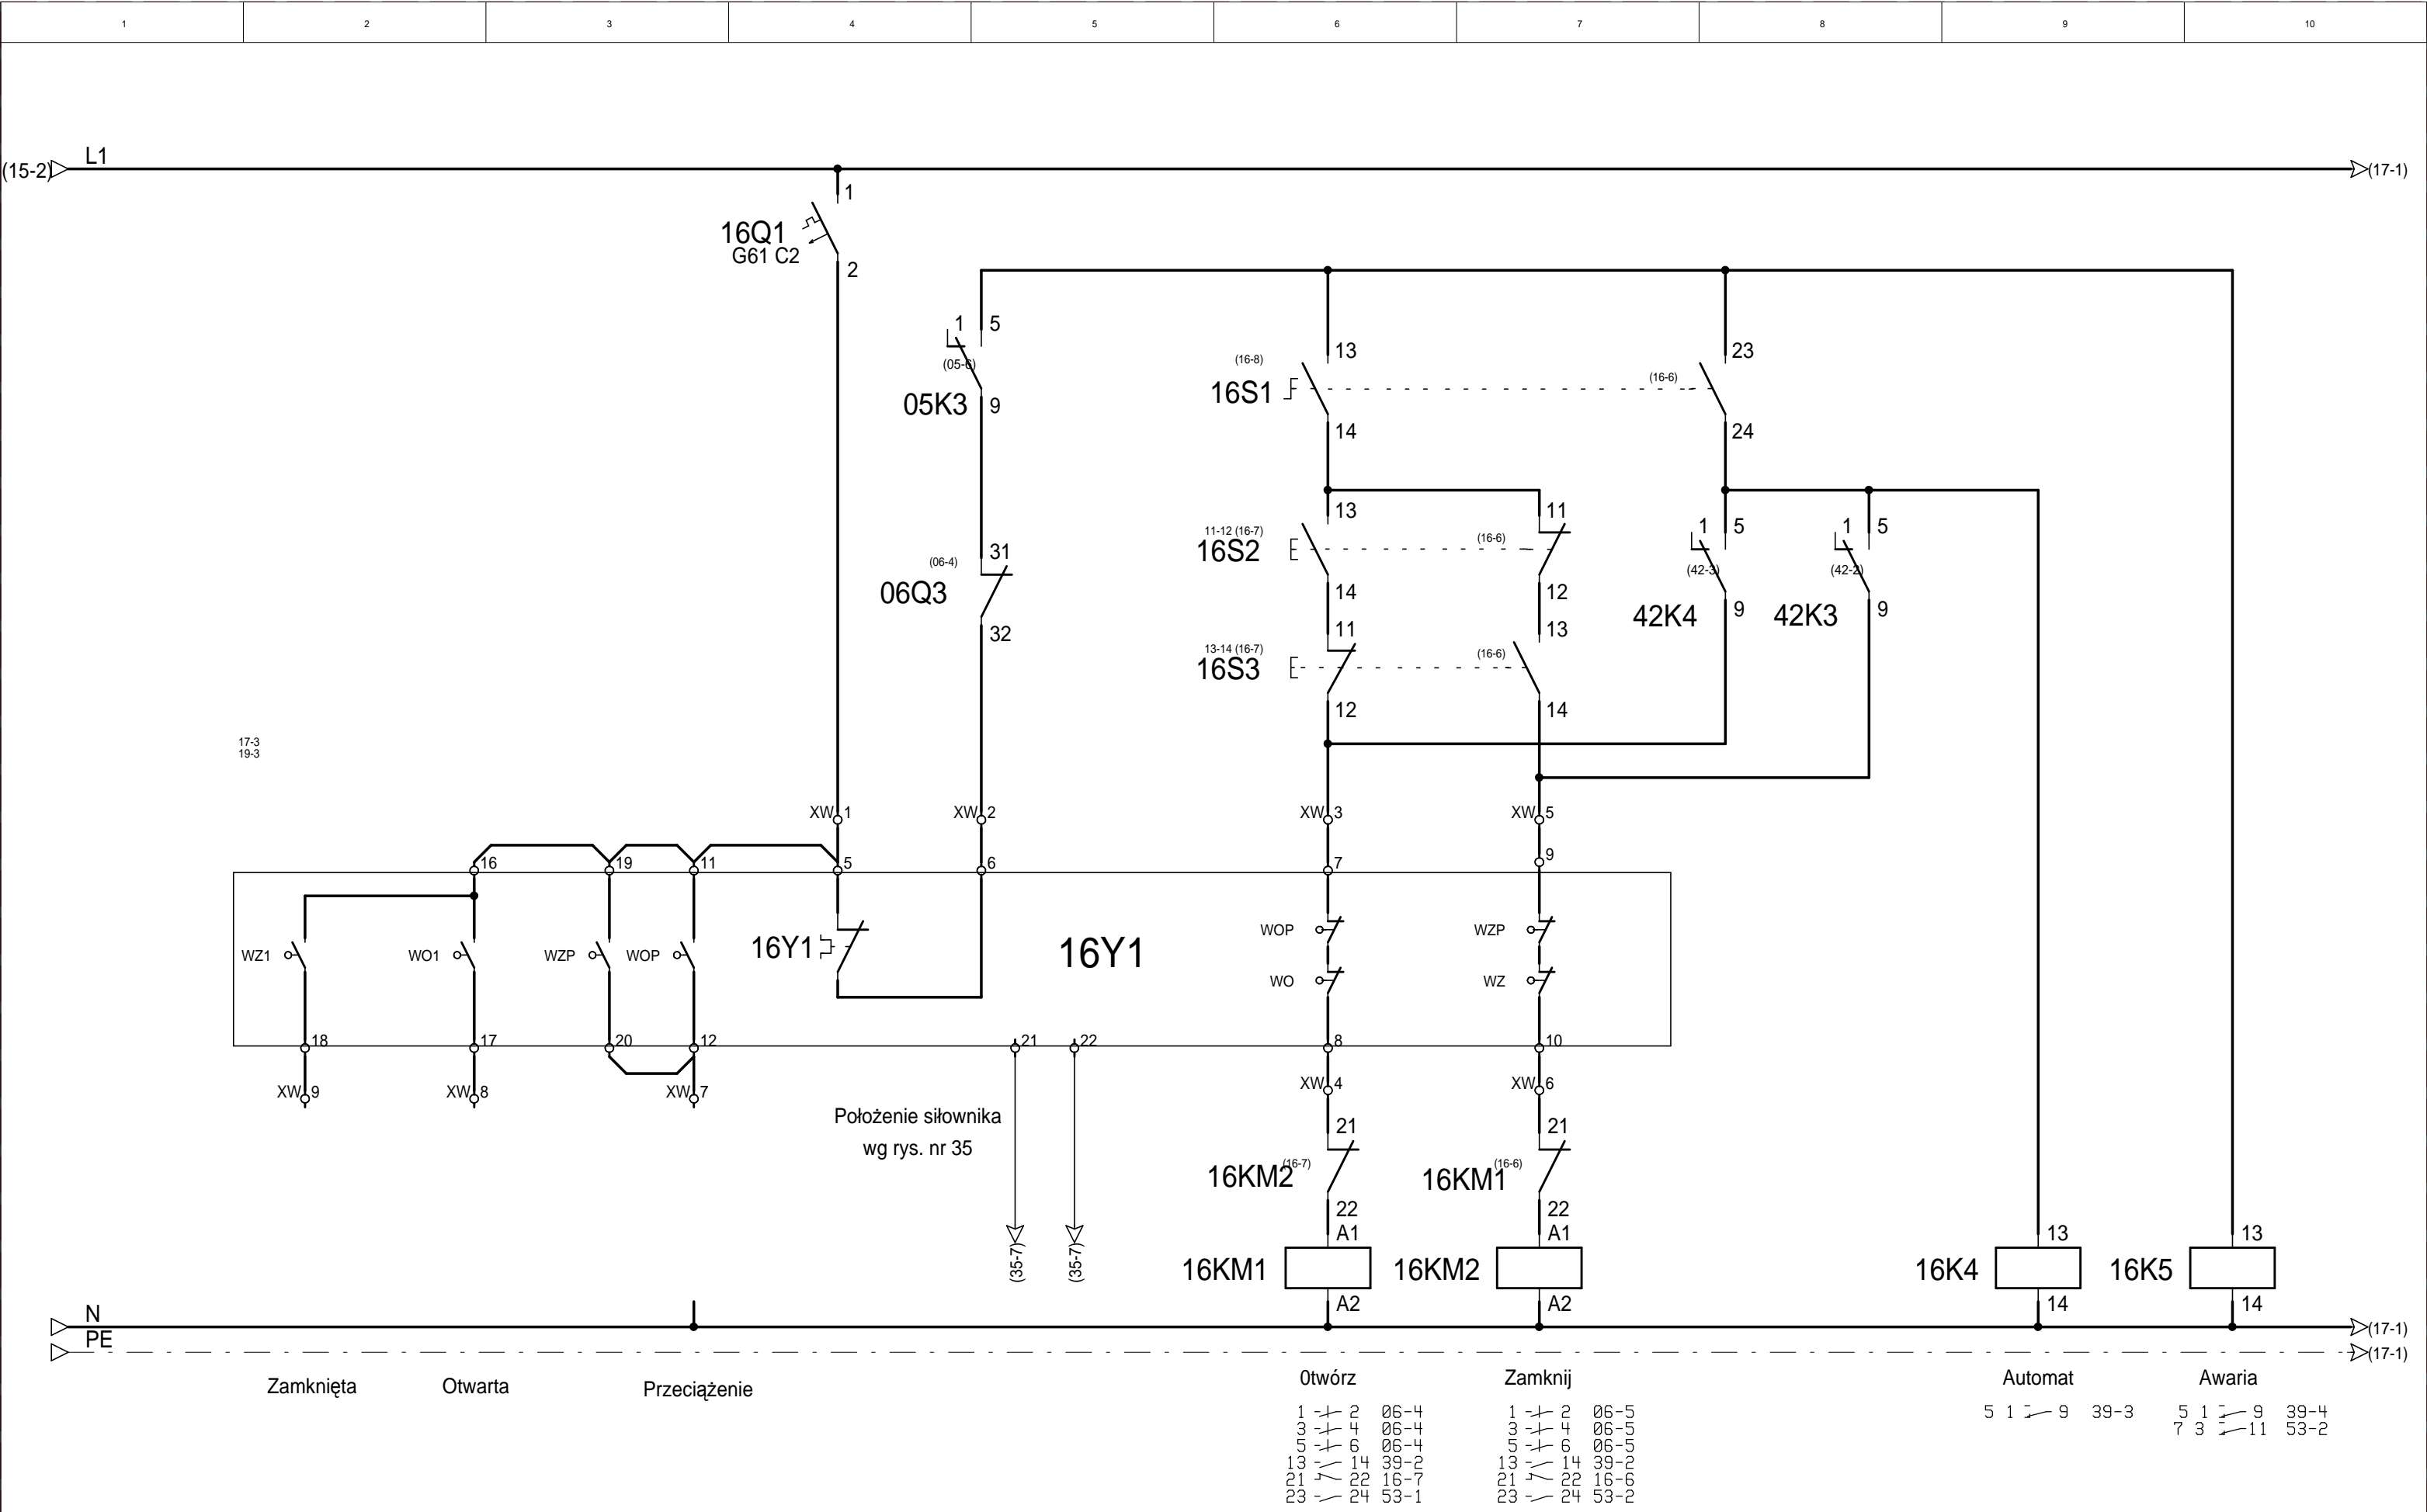 1 2 3 4 5 6 7 8 9 10
(15-2) L1 (17-1)
1
16Q1
G61 C2
2
1 5
(05-6)
05K3 9
(16-8) 13
16S1
14
(16-6) 23
24
31
(06-4)
06Q3
32
13
11-12 (16-7)
16S2
14
11
(16-6)
12
1 5
(42-3)
42K4 9
1 5
(42-2)
42K3 9
11
13-14 (16-7)
16S3
12
13
(16-6)
14
17-3
19-3
XW 1 XW 2 XW 3 XW 5
16 19 11 5 6 7 9
WZ1 WO1 WZP WOP 16Y1 16Y1
WOP WZP
WO WZ
18 17 20 12 21 22 8 10
XW 9 XW 8 XW 7 XW 4 XW 6
Położenie siłownika
wg rys. nr 35
(35-7) (35-7)
21 21
16KM2 (16-7) 16KM1 (16-6)
22 22
A1 A1 13 13
16KM1 16KM2 16K4 16K5
A2 A2 14 14
N (17-1)
PE (17-1)
Zamknięta Otwarta Przeciążenie 0twórz Zamknij Automat Awaria
1 2 06-4
3 4 06-4
5 6 06-4
13 14 39-2
21 22 16-7
23 24 53-1
1 2 06-5
3 4 06-5
5 6 06-5
13 14 39-2
21 22 16-6
23 24 53-2
5 1 9 39-3
5 1 9 39-4
7 3 11 53-2